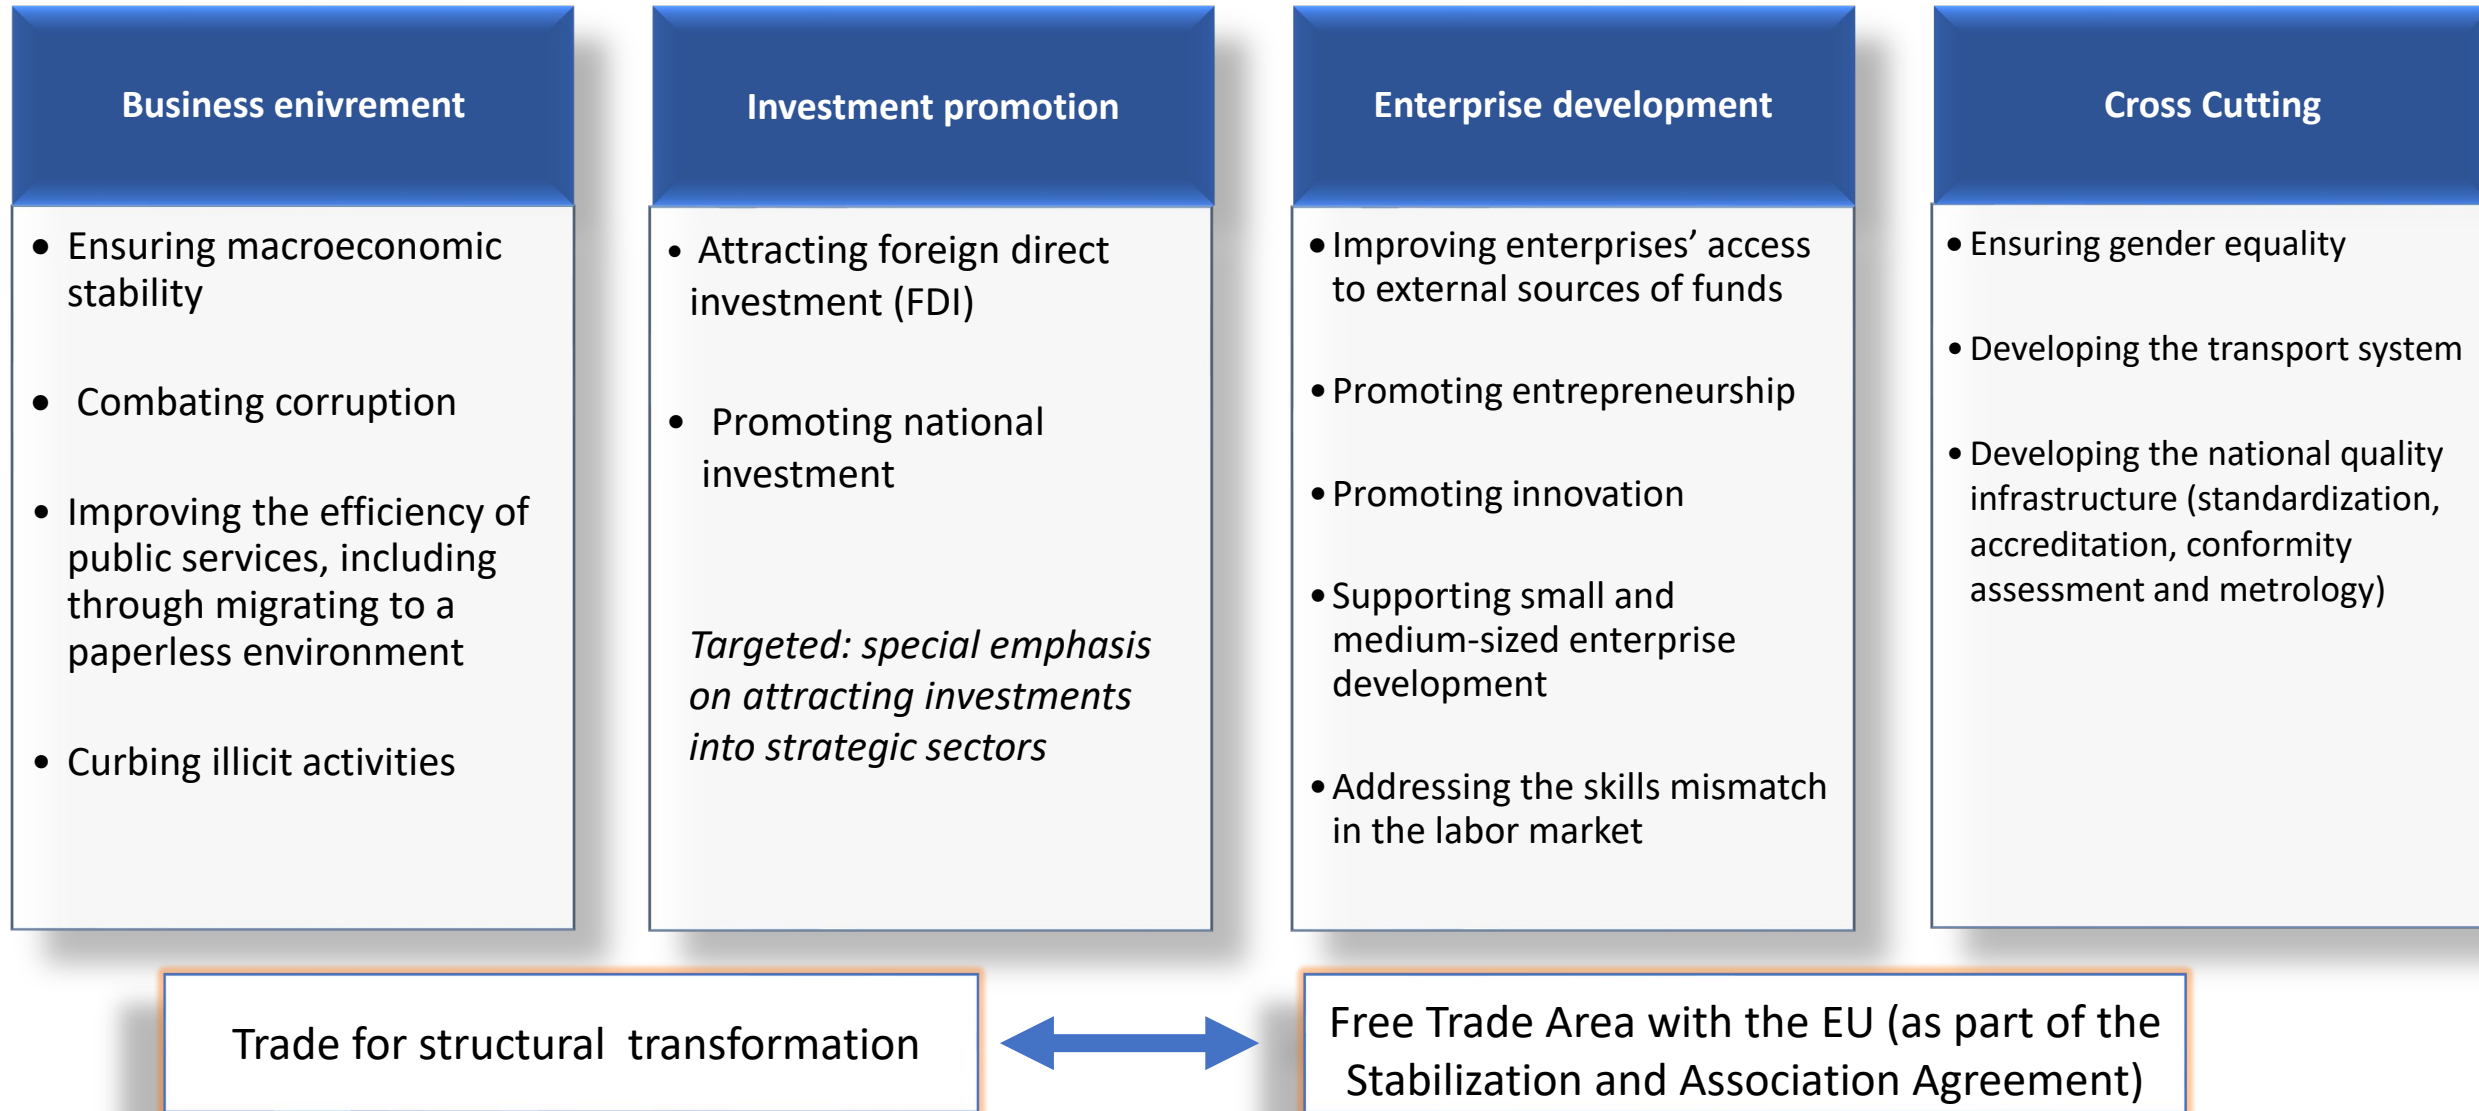 Business enivrement
• Ensuring macroeconomic
stability
• Combating corruption
• Improving the efficiency of
public services, including
through migrating to a
paperless environment
• Curbing illicit activities
Investment promotion
• Attracting foreign direct
investment (FDI)
• Promoting national
investment
Targeted: special emphasis
on attracting investments
into strategic sectors
Enterprise development
• Improving enterprises’ access
to external sources of funds
• Promoting entrepreneurship
• Promoting innovation
• Supporting small and
medium-sized enterprise
development
• Addressing the skills mismatch
in the labor market
Cross Cutting
• Ensuring gender equality
• Developing the transport system
• Developing the national quality
infrastructure (standardization,
accreditation, conformity
assessment and metrology)
Trade for structural transformation
Free Trade Area with the EU (as part of the
Stabilization and Association Agreement)